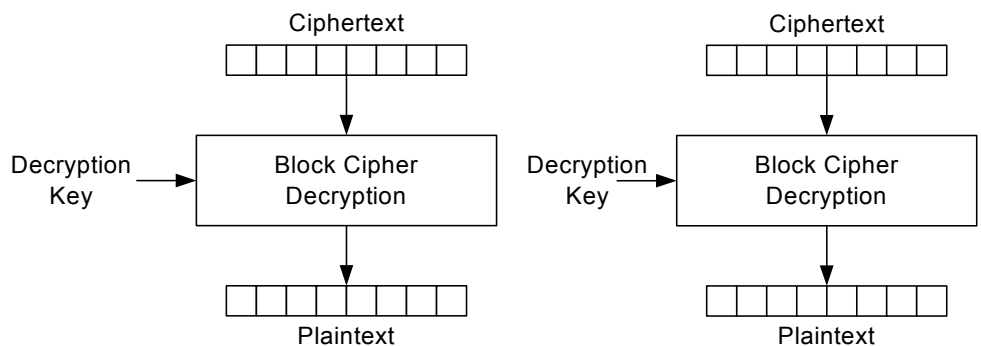 Ciphertext
Ciphertext
Decryption
Key
Block Cipher
Decryption
Decryption
Key
Block Cipher
Decryption
Plaintext
Plaintext